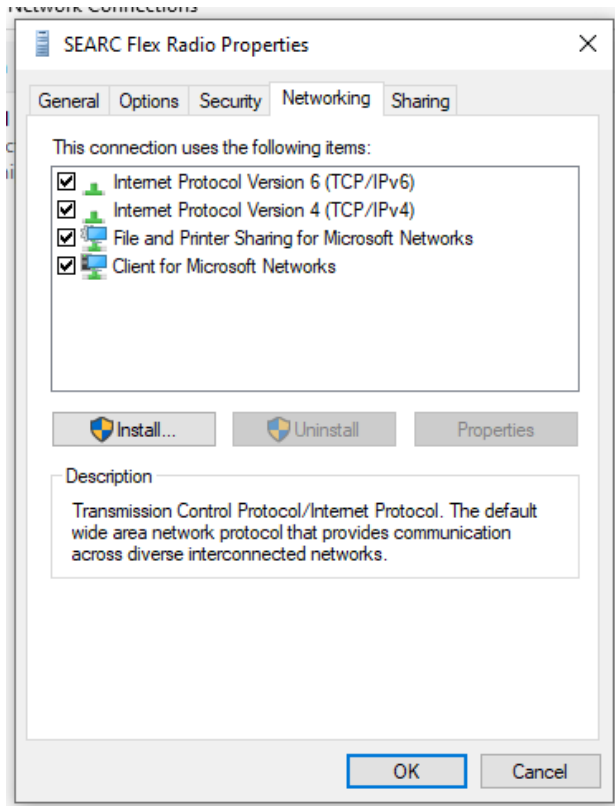 Network Connections
SEARC Flex Radio Properties
General Options Security Networking Sharing
This connection uses the following items:
Internet Protocol Version 6 (TCP/IPv6)
Internet Protocol Version 4 (TCP/IPv4)
File and Printer Sharing for Microsoft Networks
Client for Microsoft Networks
Install... Uninstall Properties
Description
Transmission Control Protocol/Internet Protocol. The default
wide area network protocol that provides communication
across diverse interconnected networks.
OK Cancel